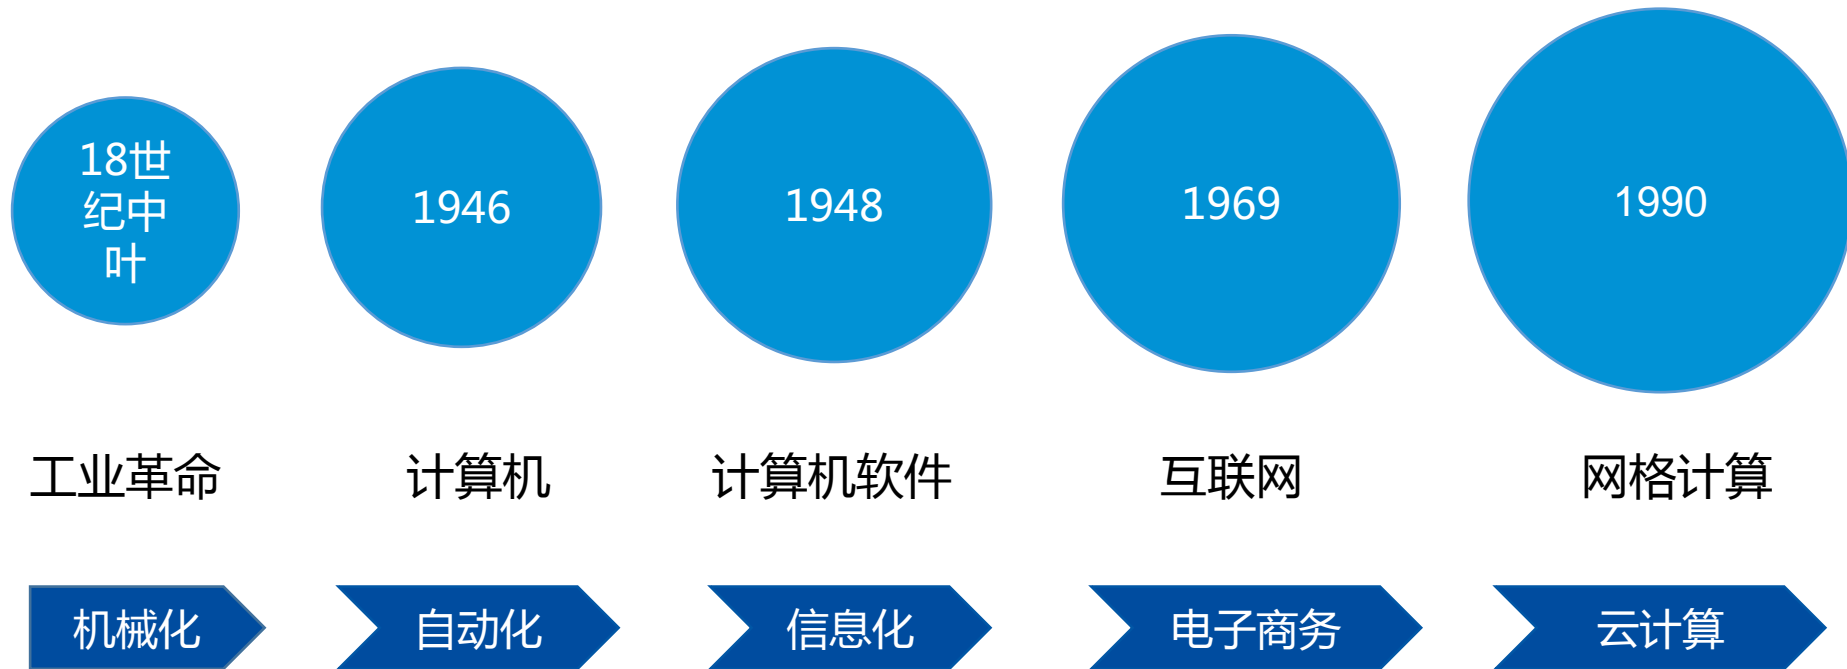 18世
纪中
叶
1946
1948
1969
1990
工业革命
计算机
计算机软件
互联网
网格计算
机械化
自动化
信息化
电子商务
云计算